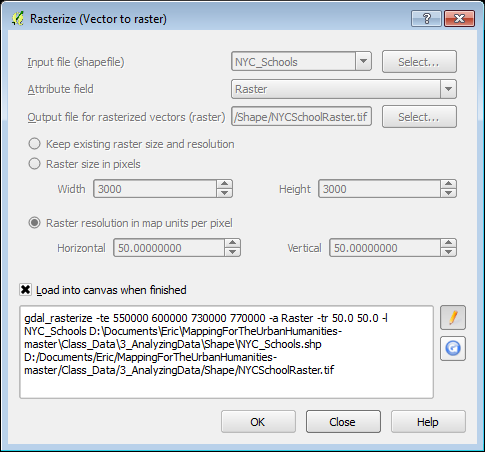 Rasterize (Vector to raster)
Input file (shapefile)
NYC_Schools
Select...
Attribute field
Raster
Output file for rasterized vectors (raster)
/Shape/NYCSchoolRaster.tif
Select...
Keep existing raster size and resolution
Raster size in pixels
Width
3000
Height
3000
Raster resolution in map units per pixel
Horizontal
50.00000000
Vertical
50.00000000
Load into canvas when finished
gdal_rasterize -te 550000 600000 730000 770000 -a Raster -tr 50.0 50.0 -l
NYC_Schools D:\Documents\Eric\MappingForTheUrbanHumanities-
master\Class_Data\3_AnalyzingData\Shape\NYC_Schools.shp
D:/Documents/Eric/MappingForTheUrbanHumanities-
master/Class_Data/3_AnalyzingData/Shape/NYCSchoolRaster.tif
OK
Close
Help